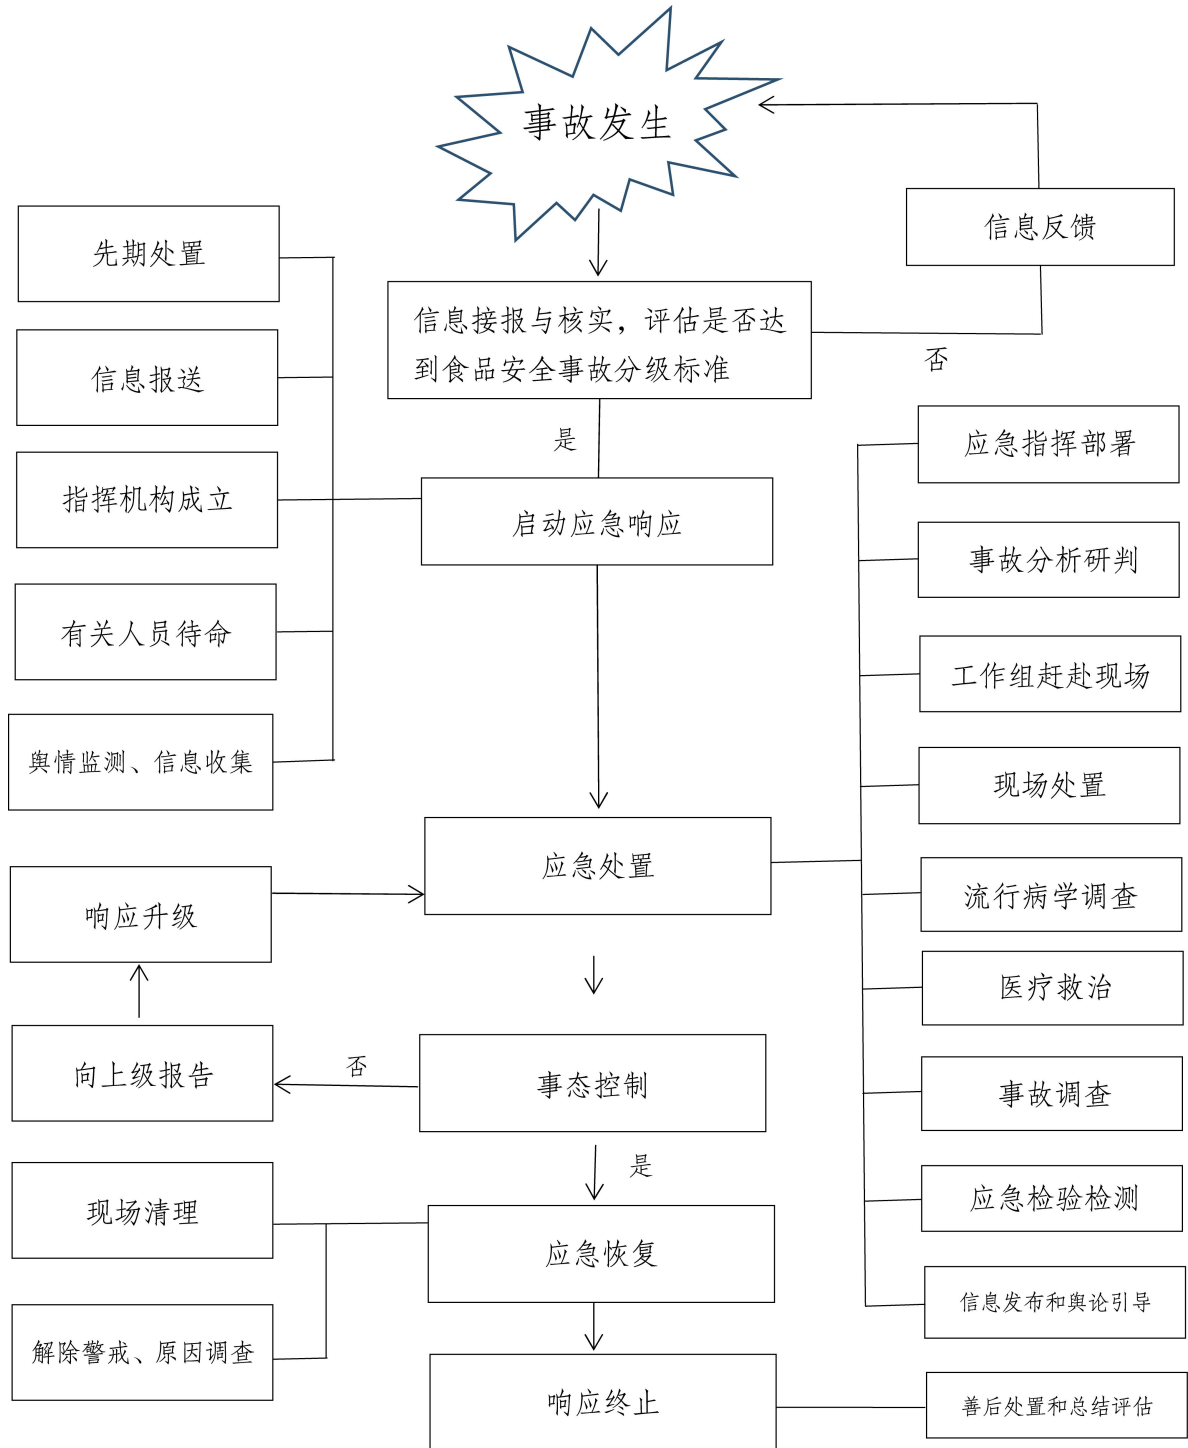 事故发生
信息反馈
先期处置
信息接报与核实，评估是否达
到食品安全事故分级标准
否
信息报送
是
应急指挥部署
指挥机构成立
启动应急响应
事故分析研判
有关人员待命
工作组赶赴现场
舆情监测、信息收集
现场处置
应急处置
流行病学调查
响应升级
医疗救治
向上级报告
否
事态控制
事故调查
是
现场清理
应急检验检测
应急恢复
信息发布和舆论引导
解除警戒、原因调查
响应终止
善后处置和总结评估